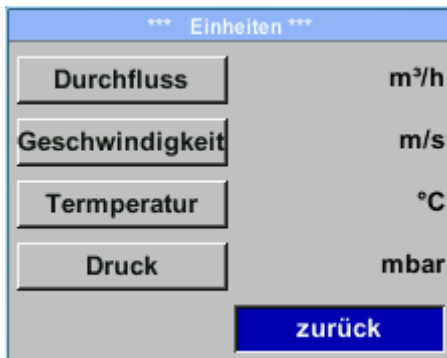 *** Einheiten ***
Durchfluss m³/h
Geschwindigkeit m/s
Termperatur °C
Druck mbar
zurück